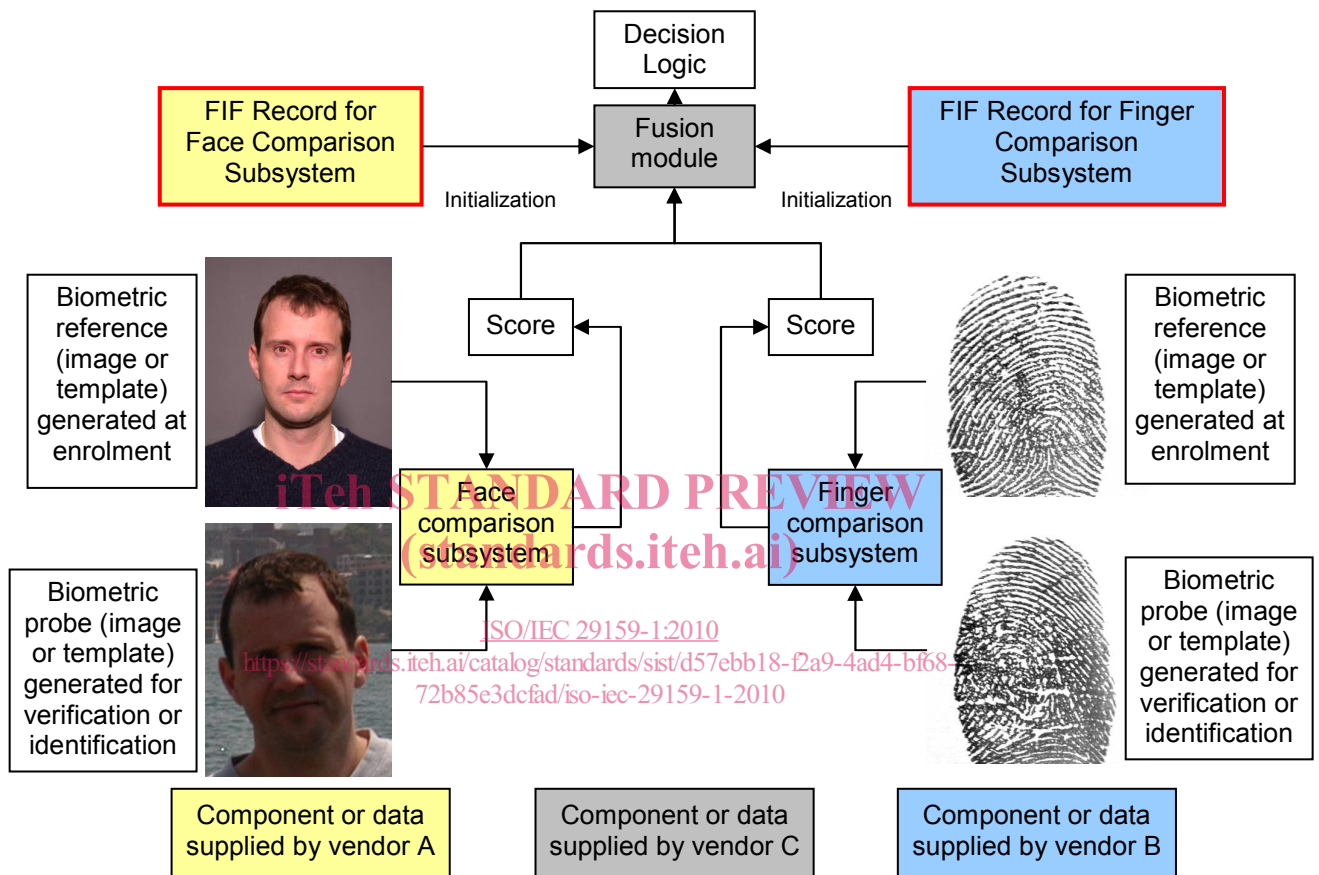 Decision
Logic
FIF Record for
Face Comparison
Subsystem
Fusion
module
FIF Record for Finger
Comparison
Subsystem
Initialization
Initialization
Biometric
reference
(image or
template)
generated at
enrolment
Score
Score
Biometric
reference
(image or
template)
generated at
enrolment
Face
comparison
subsystem
Finger
comparison
subsystem
iTeh STANDARD PREVIEW
(standards.iteh.ai)
Biometric
probe (image
or template)
generated for
verification or
identification
ISO/IEC 29159-1:2010
https://standards.iteh.ai/catalog/standards/sist/d57ebb18-f2a9-4ad4-bf68-
72b85e3dcfad/iso-iec-29159-1-2010
Biometric
probe (image
or template)
generated for
verification or
identification
Component or data
supplied by vendor A
Component or data
supplied by vendor C
Component or data
supplied by vendor B